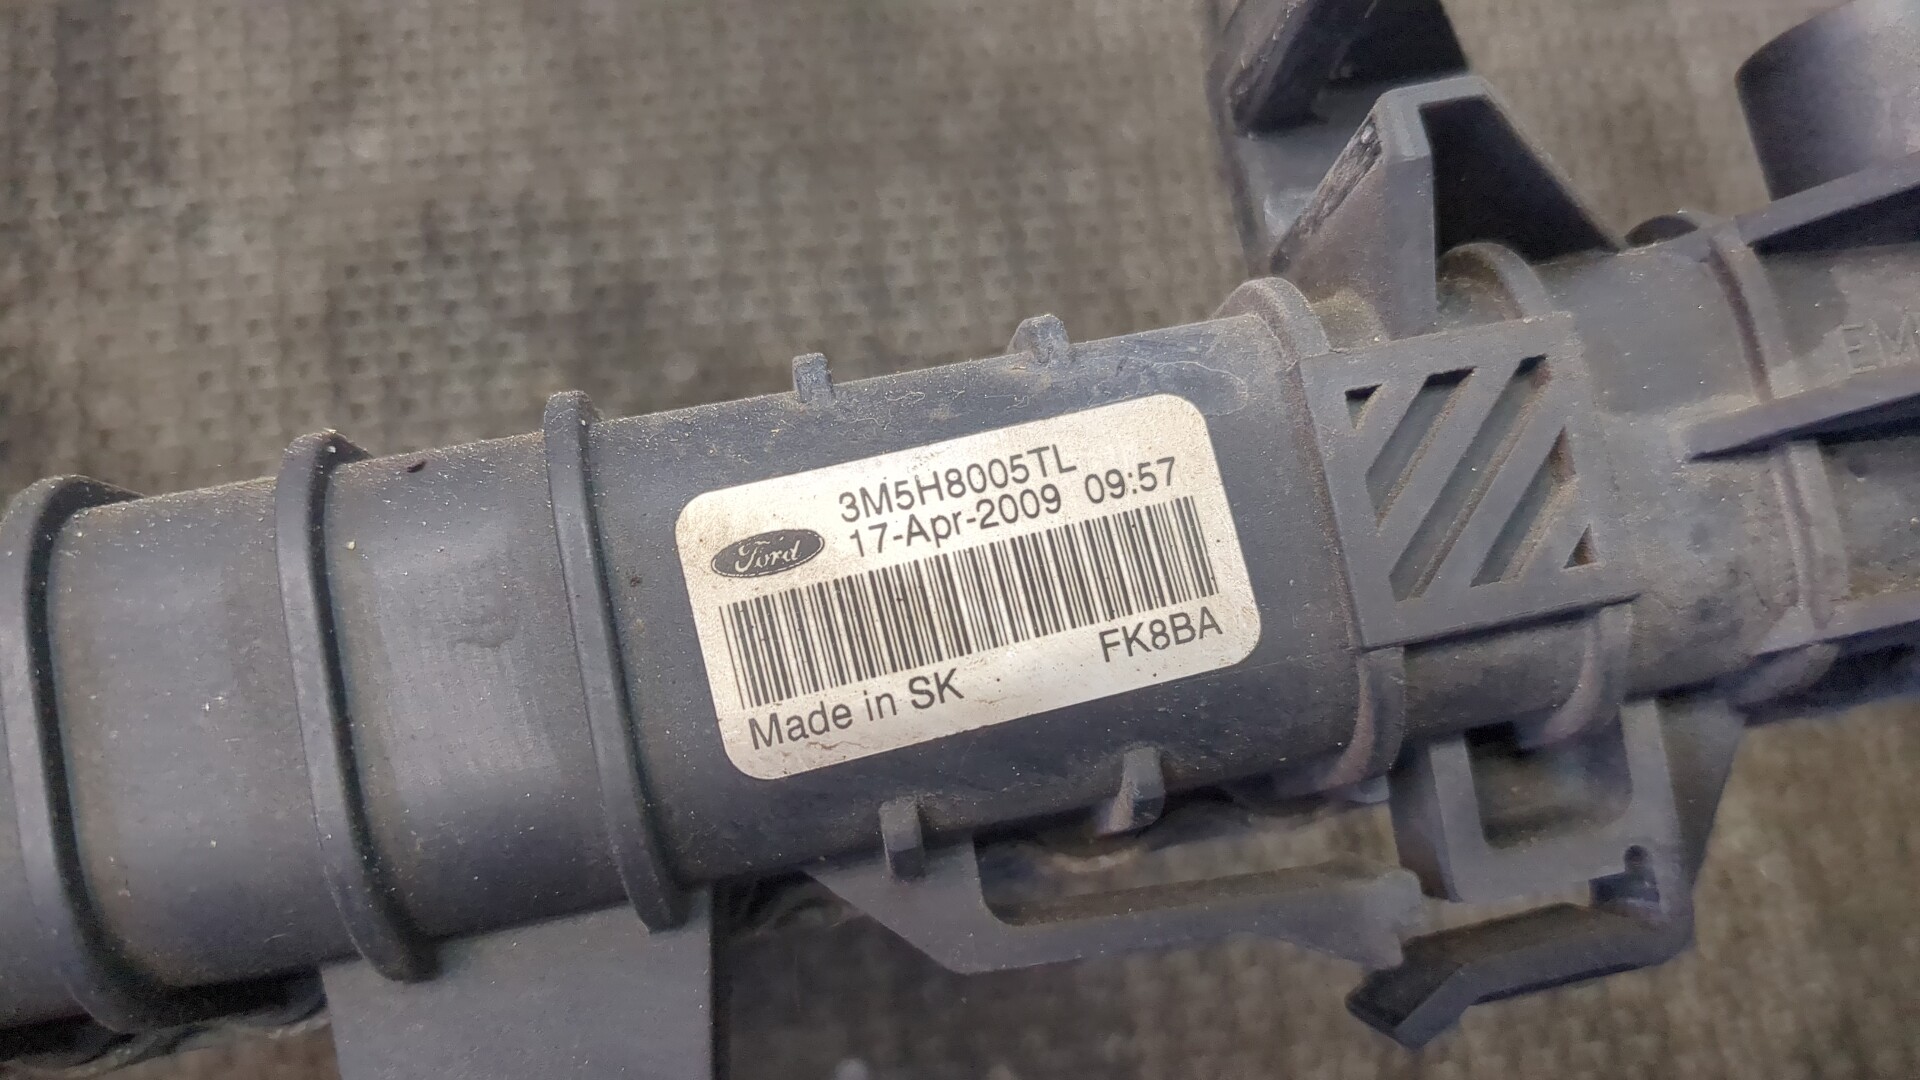 3M5H8005TL
17-Apr-2009 09:57
Ford
Made in SK
FK8BA